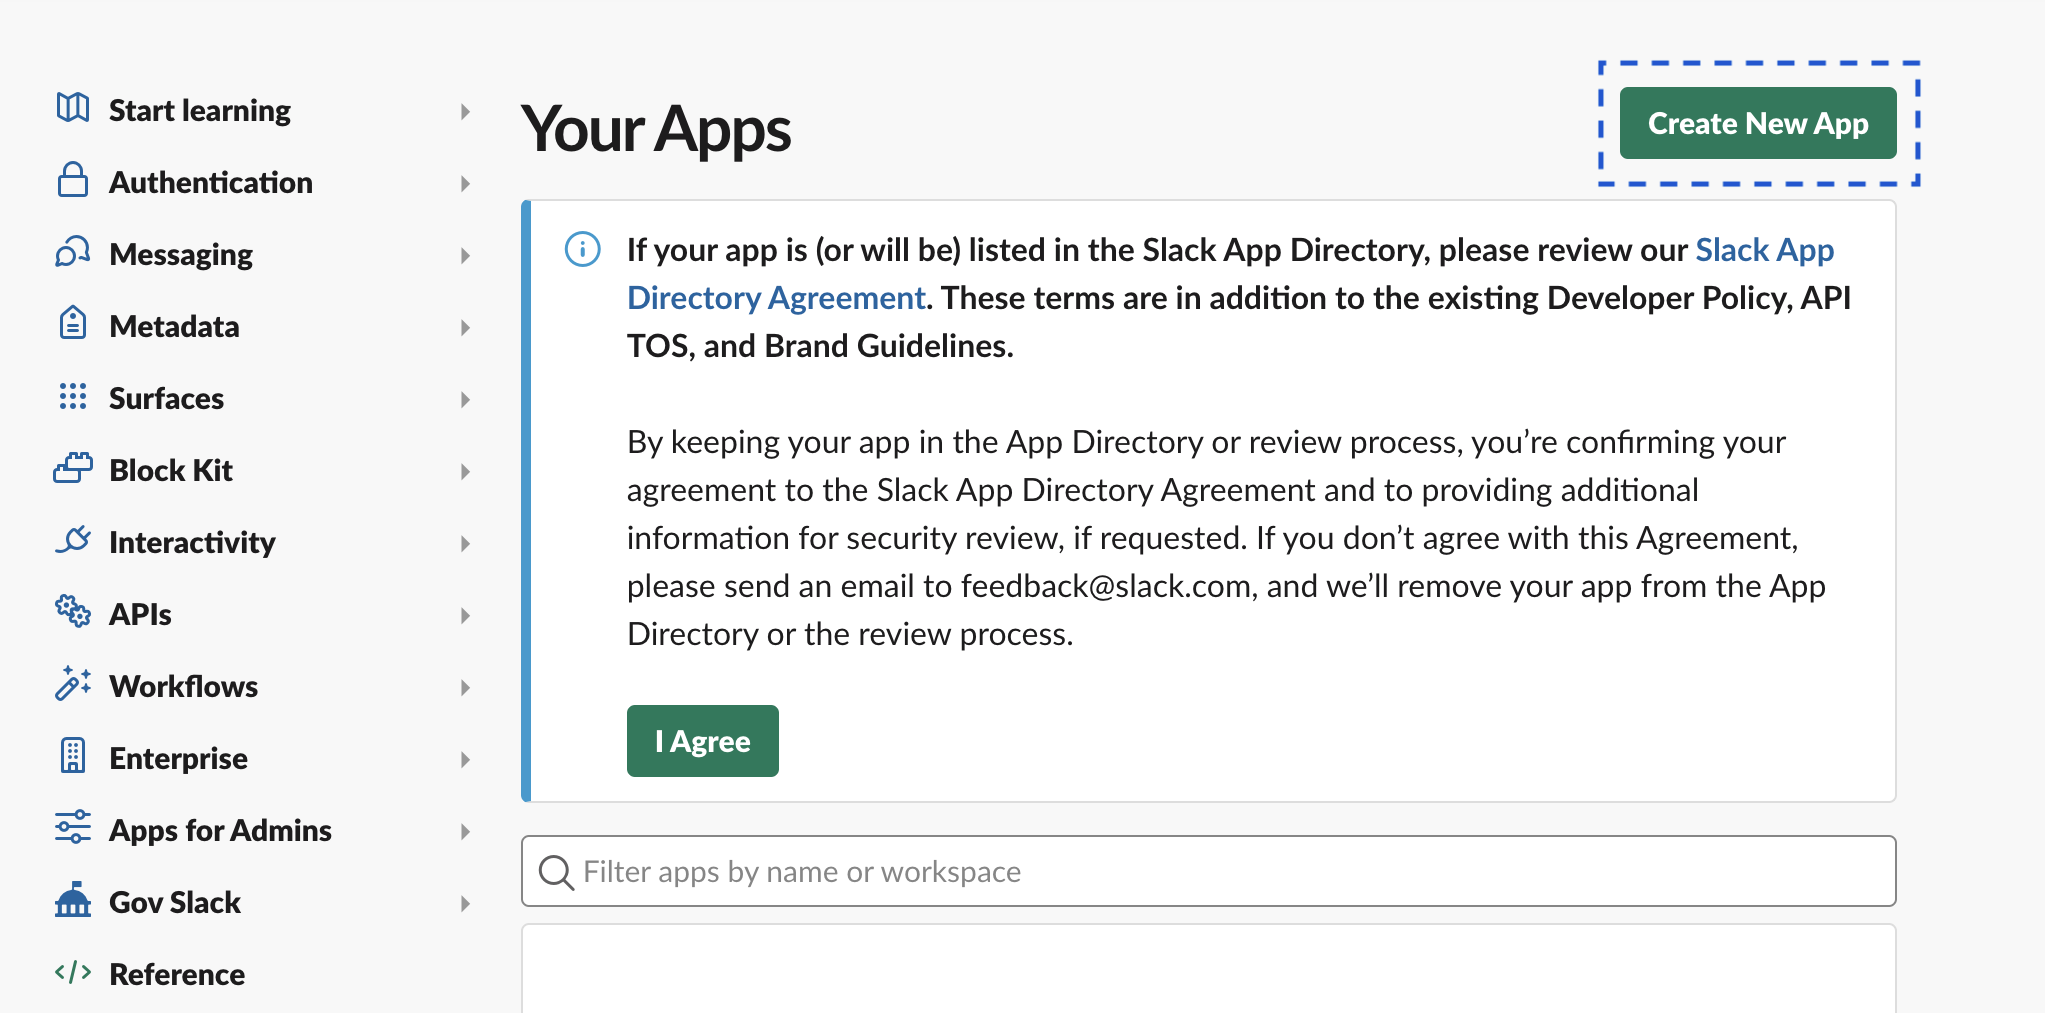 Start learning
Authentication
Messaging
Metadata
Surfaces
Block Kit
Interactivity
APIs
Workflows
Enterprise
Apps for Admins
Gov Slack
Reference
Your Apps
Create New App
If your app is (or will be) listed in the Slack App Directory, please review our Slack App
Directory Agreement. These terms are in addition to the existing Developer Policy, API
TOS, and Brand Guidelines.
By keeping your app in the App Directory or review process, you’re confirming your
agreement to the Slack App Directory Agreement and to providing additional
information for security review, if requested. If you don’t agree with this Agreement,
please send an email to feedback@slack.com, and we’ll remove your app from the App
Directory or the review process.
I Agree
Filter apps by name or workspace